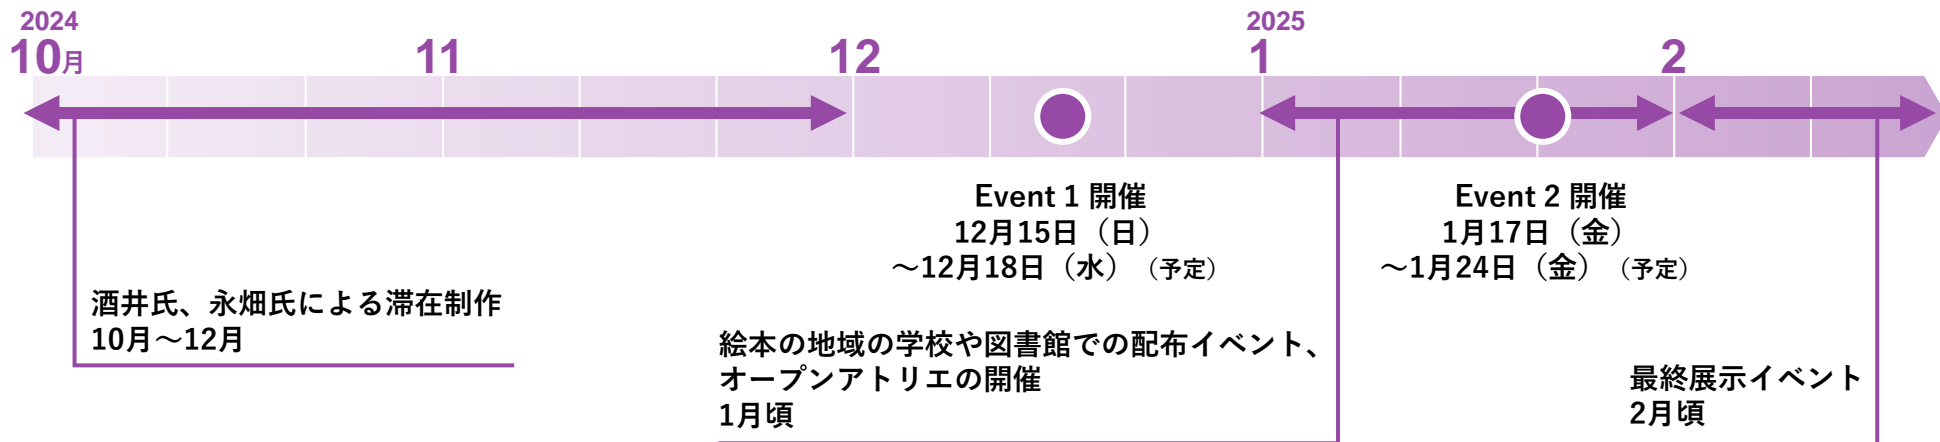 2024
10月
11
12
2025
1
2
Event 1 開催
12月15日（日）
〜12月18日（水）（予定）
Event 2 開催
1月17日（金）
〜1月24日（金）（予定）
酒井氏、永畑氏による滞在制作
10月〜12月
絵本の地域の学校や図書館での配布イベント、
オープンアトリエの開催
1月頃
最終展示イベント
2月頃